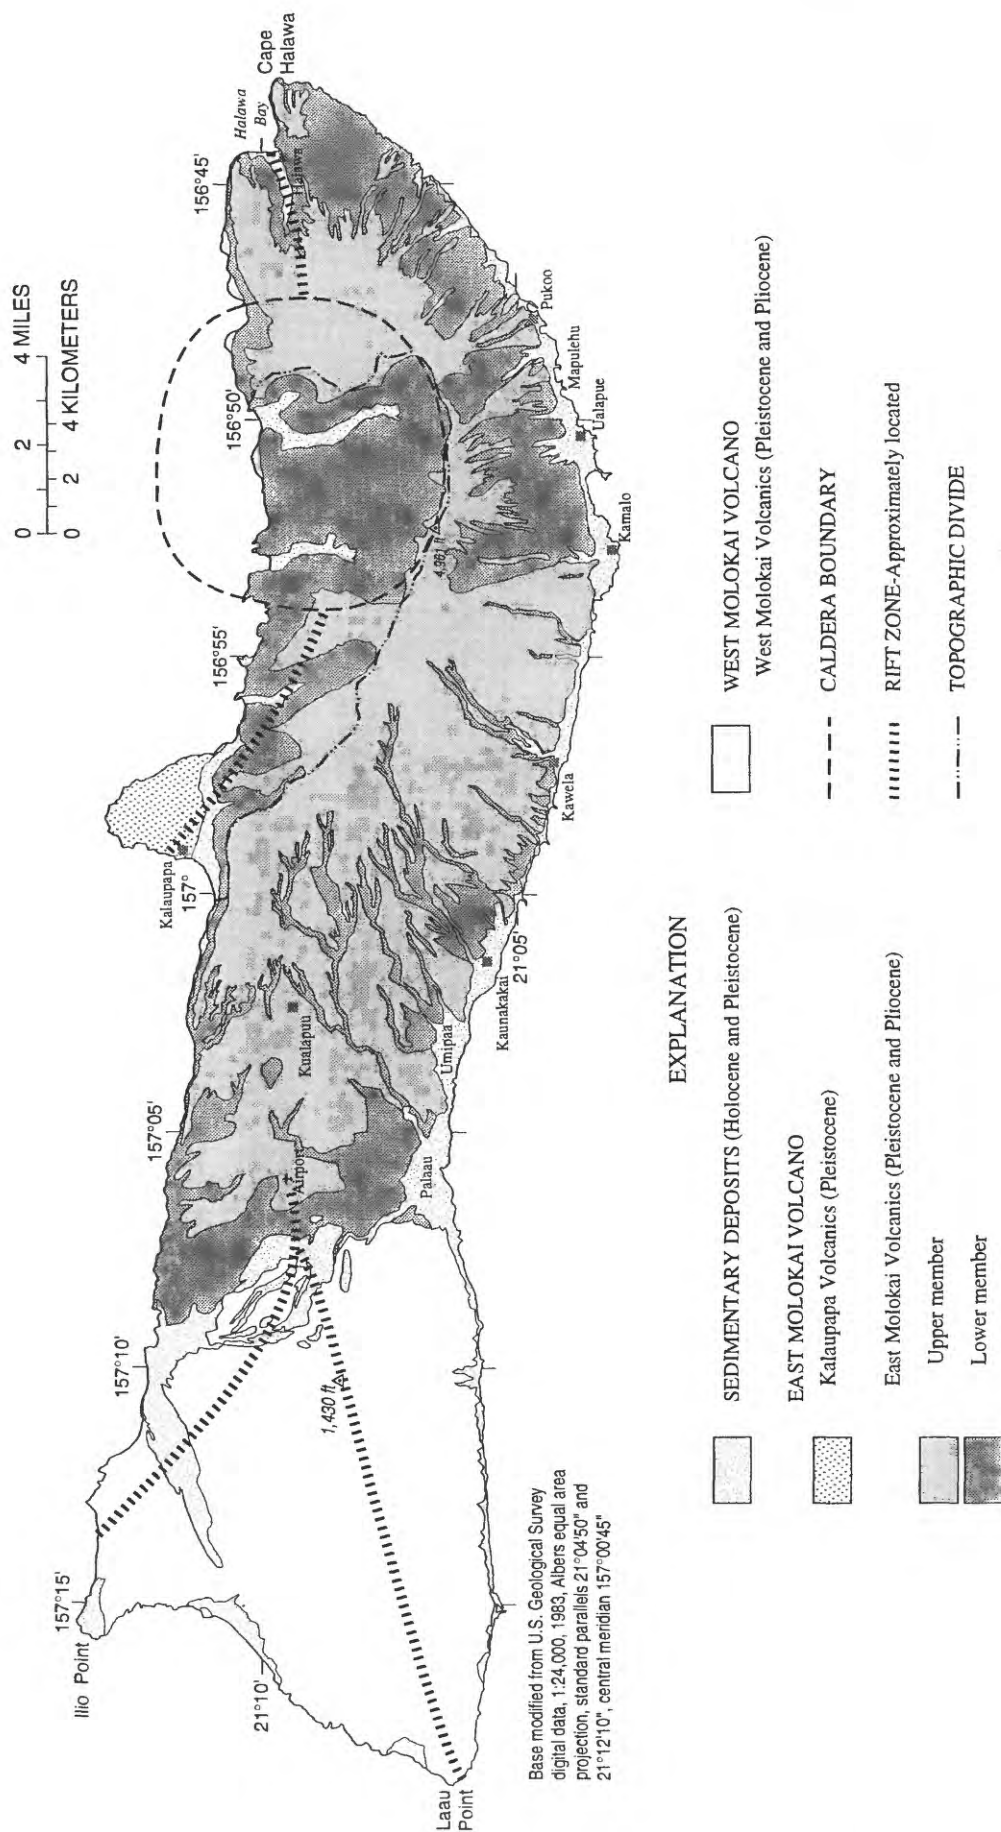 Ilio Point
Laau
Point
157°15'
157°10'
157°05'
157°
156°55'
156°50'
156°45'
21°10'
21°05'
Kalaupapa
Halawa
Bay
Cape
Halawa
Halawa
Airport
Kualapuu
1,430 ft
4,961 ft
Palaau
Umipaa
Kaunakakai
Kawela
Kamalo
Ualapue
Mapulehu
Pukoo
0 2 4 MILES
0 2 4 KILOMETERS
Base modified from U.S. Geological Survey
digital data, 1:24,000, 1983, Albers equal area
projection, standard parallels 21°04'50" and
21°12'10", central meridian 157°00'45"
EXPLANATION
SEDIMENTARY DEPOSITS (Holocene and Pleistocene)
EAST MOLOKAI VOLCANO
Kalaupapa Volcanics (Pleistocene)
East Molokai Volcanics (Pleistocene and Pliocene)
Upper member
Lower member
WEST MOLOKAI VOLCANO
West Molokai Volcanics (Pleistocene and Pliocene)
CALDERA BOUNDARY
RIFT ZONE-Approximately located
TOPOGRAPHIC DIVIDE